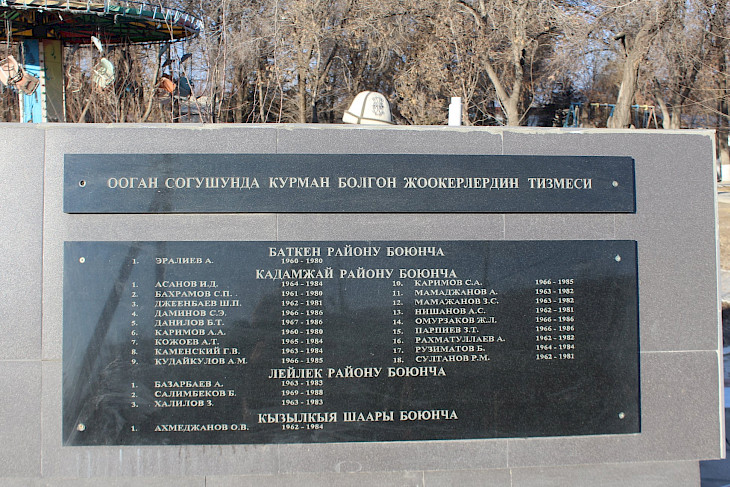 ООГАН СОГУШУНДА КУРМАН БОЛГОН ЖООКЕРЛЕРДИН ТИЗМЕСИ
БАТКЕН РАЙОНУ БОЮНЧА
1. ЭРАЛИЕВ А. 1960 - 1980
КАДАМЖАЙ РАЙОНУ БОЮНЧА
1. АСАНОВ И.Д. 1964 - 1984
2. БАХРАМОВ С.П. 1961 - 1980
3. ДЖЕЕНБАЕВ Ш.П. 1962 - 1981
4. ДАМИНОВ С.Э. 1966 - 1986
5. ДАНИЛОВ Б.Т. 1967 - 1986
6. КАРИМОВ А.А. 1960 - 1980
7. КОЖОЕВ А.Т. 1965 - 1984
8. КАМЕНСКИЙ Г.В. 1963 - 1984
9. КУДАЙКУЛОВ А.М. 1966 - 1985
10. КАРИМОВ С.А. 1966 - 1985
11. МАМАДЖАНОВ А. 1963 - 1982
12. МАМАЖАНОВ З.С. 1963 - 1982
13. НИШАНОВ А.С. 1962 - 1981
14. ОМУРЗАКОВ Ж.Л. 1966 - 1986
15. ПАРПИЕВ З.Т. 1966 - 1986
16. РАХМАТУЛЛАЕВ А. 1962 - 1982
17. РУЗИМАТОВ Б. 1964 - 1984
18. СУЛТАНОВ Р.М. 1962 - 1981
ЛЕЙЛЕК РАЙОНУ БОЮНЧА
1. БАЗАРБАЕВ А. 1963 - 1983
2. САЛИМБЕКОВ Б. 1969 - 1988
3. ХАЛИЛОВ З. 1963 - 1983
КЫЗЫЛКЫЯ ШААРЫ БОЮНЧА
1. АХМЕДЖАНОВ О.В. 1962 - 1984